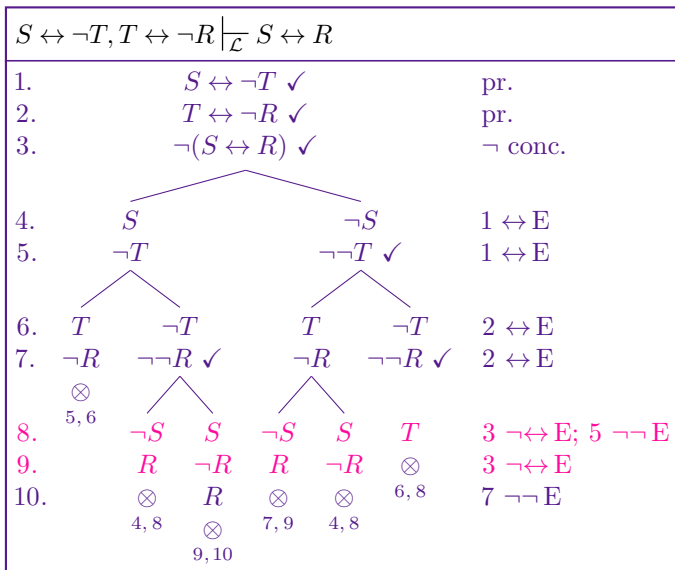 S ↔ ¬T, T ↔ ¬R ⊢ℒ S ↔ R
1. S ↔ ¬T ✓ pr.
2. T ↔ ¬R ✓ pr.
3. ¬(S ↔ R) ✓ ¬ conc.
4. S ¬S 1 ↔ E
5. ¬T ¬¬T ✓ 1 ↔ E
6. T ¬T T ¬T 2 ↔ E
7. ¬R ¬¬R ✓ ¬R ¬¬R ✓ 2 ↔ E
⊗
5, 6
8. ¬S S ¬S S T 3 ¬↔ E; 5 ¬¬ E
9. R ¬R R ¬R ⊗ 3 ¬↔ E
6, 8
10. ⊗ R ⊗ ⊗ 7 ¬¬ E
4, 8 7, 9 4, 8
⊗
9, 10